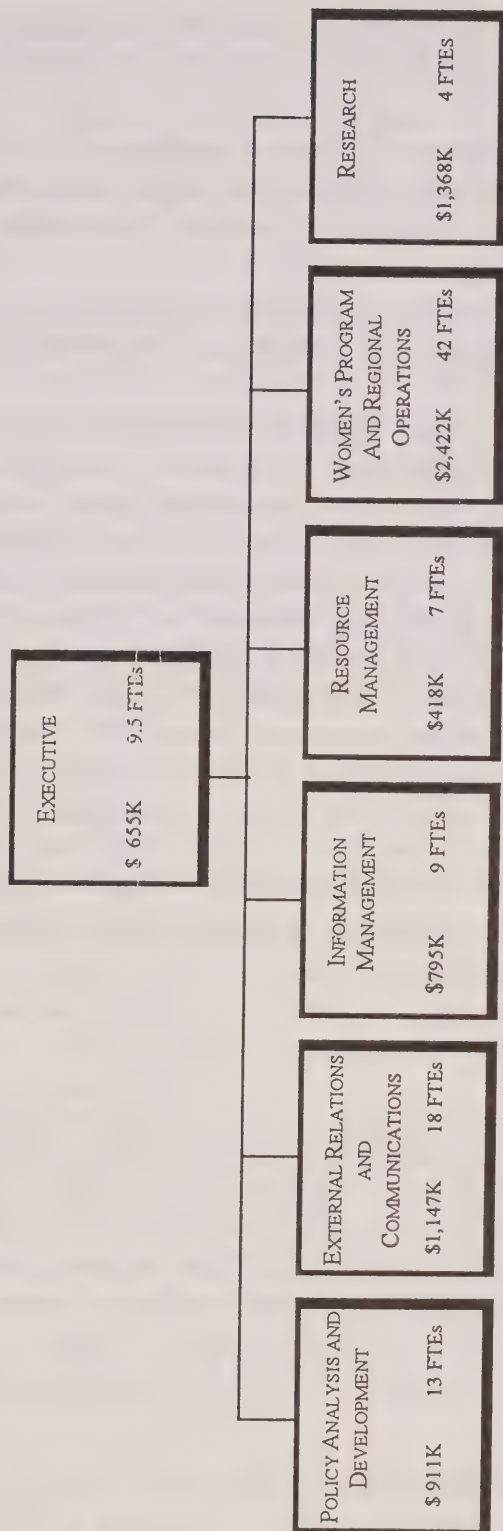 EXECUTIVE
$ 655K 9.5 FTEs
POLICY ANALYSIS AND
DEVELOPMENT
$ 911K 13 FTEs
EXTERNAL RELATIONS
AND
COMMUNICATIONS
$1,147K 18 FTEs
INFORMATION
MANAGEMENT
$795K 9 FTEs
RESOURCE
MANAGEMENT
$418K 7 FTEs
WOMEN'S PROGRAM
AND REGIONAL
OPERATIONS
$2,422K 42 FTEs
RESEARCH
$1,368K 4 FTEs